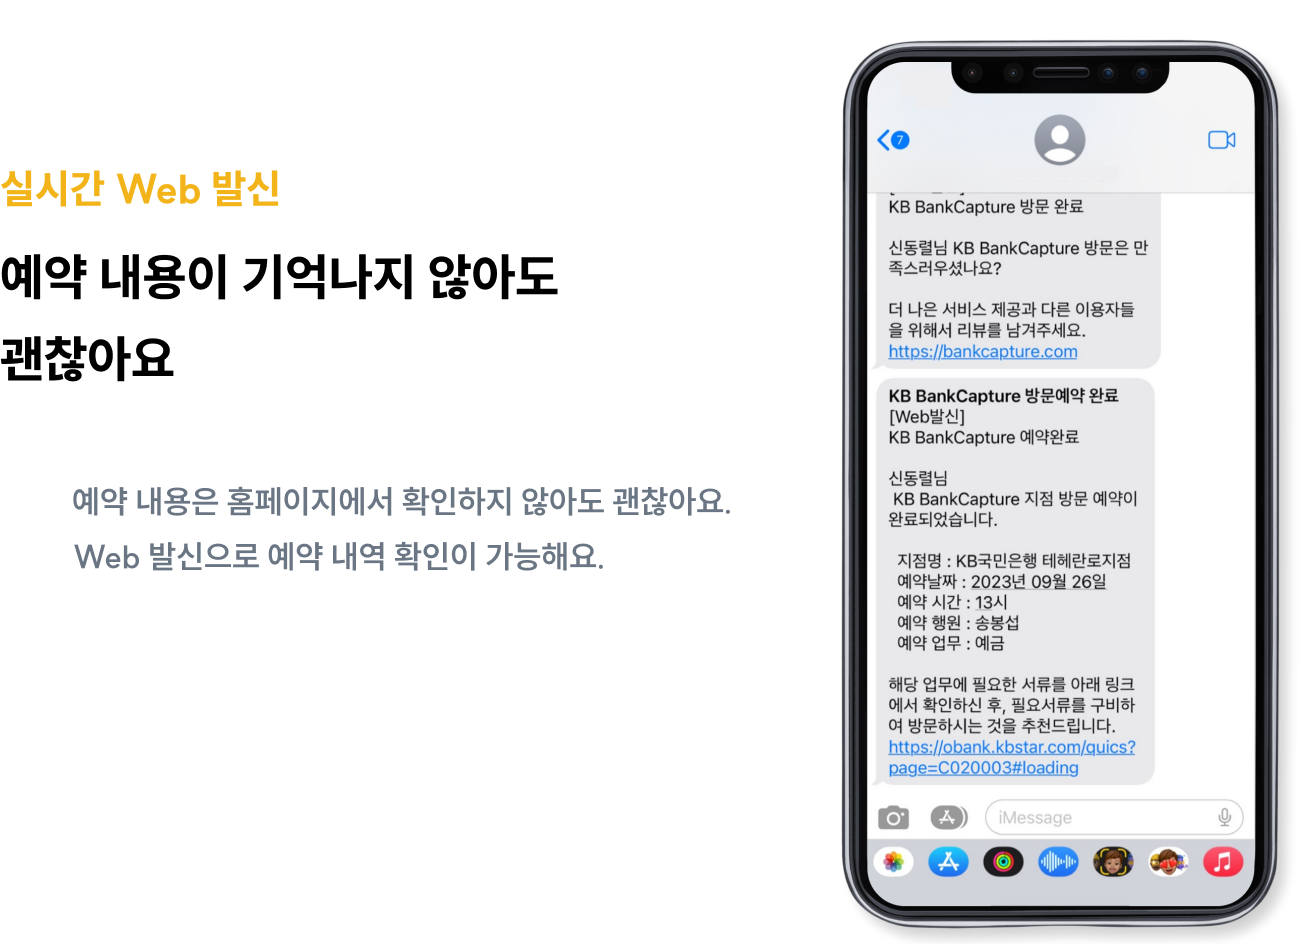 실시간 Web 발신
예약 내용이 기억나지 않아도
괜찮아요
예약 내용은 홈페이지에서 확인하지 않아도 괜찮아요.
Web 발신으로 예약 내역 확인이 가능해요.
7
KB BankCapture 방문 완료
신동렬님 KB BankCapture 방문은 만
족스러우셨나요?
더 나은 서비스 제공과 다른 이용자들
을 위해서 리뷰를 남겨주세요.
https://bankcapture.com
KB BankCapture 방문예약 완료
[Web발신]
KB BankCapture 예약완료
신동렬님
KB BankCapture 지점 방문 예약이
완료되었습니다.
지점명 : KB국민은행 테헤란로지점
예약날짜 : 2023년 09월 26일
예약 시간 : 13시
예약 행원 : 송봉섭
예약 업무 : 예금
해당 업무에 필요한 서류를 아래 링크
에서 확인하신 후, 필요서류를 구비하
여 방문하시는 것을 추천드립니다.
https://obank.kbstar.com/quics?
page=C020003#loading
iMessage